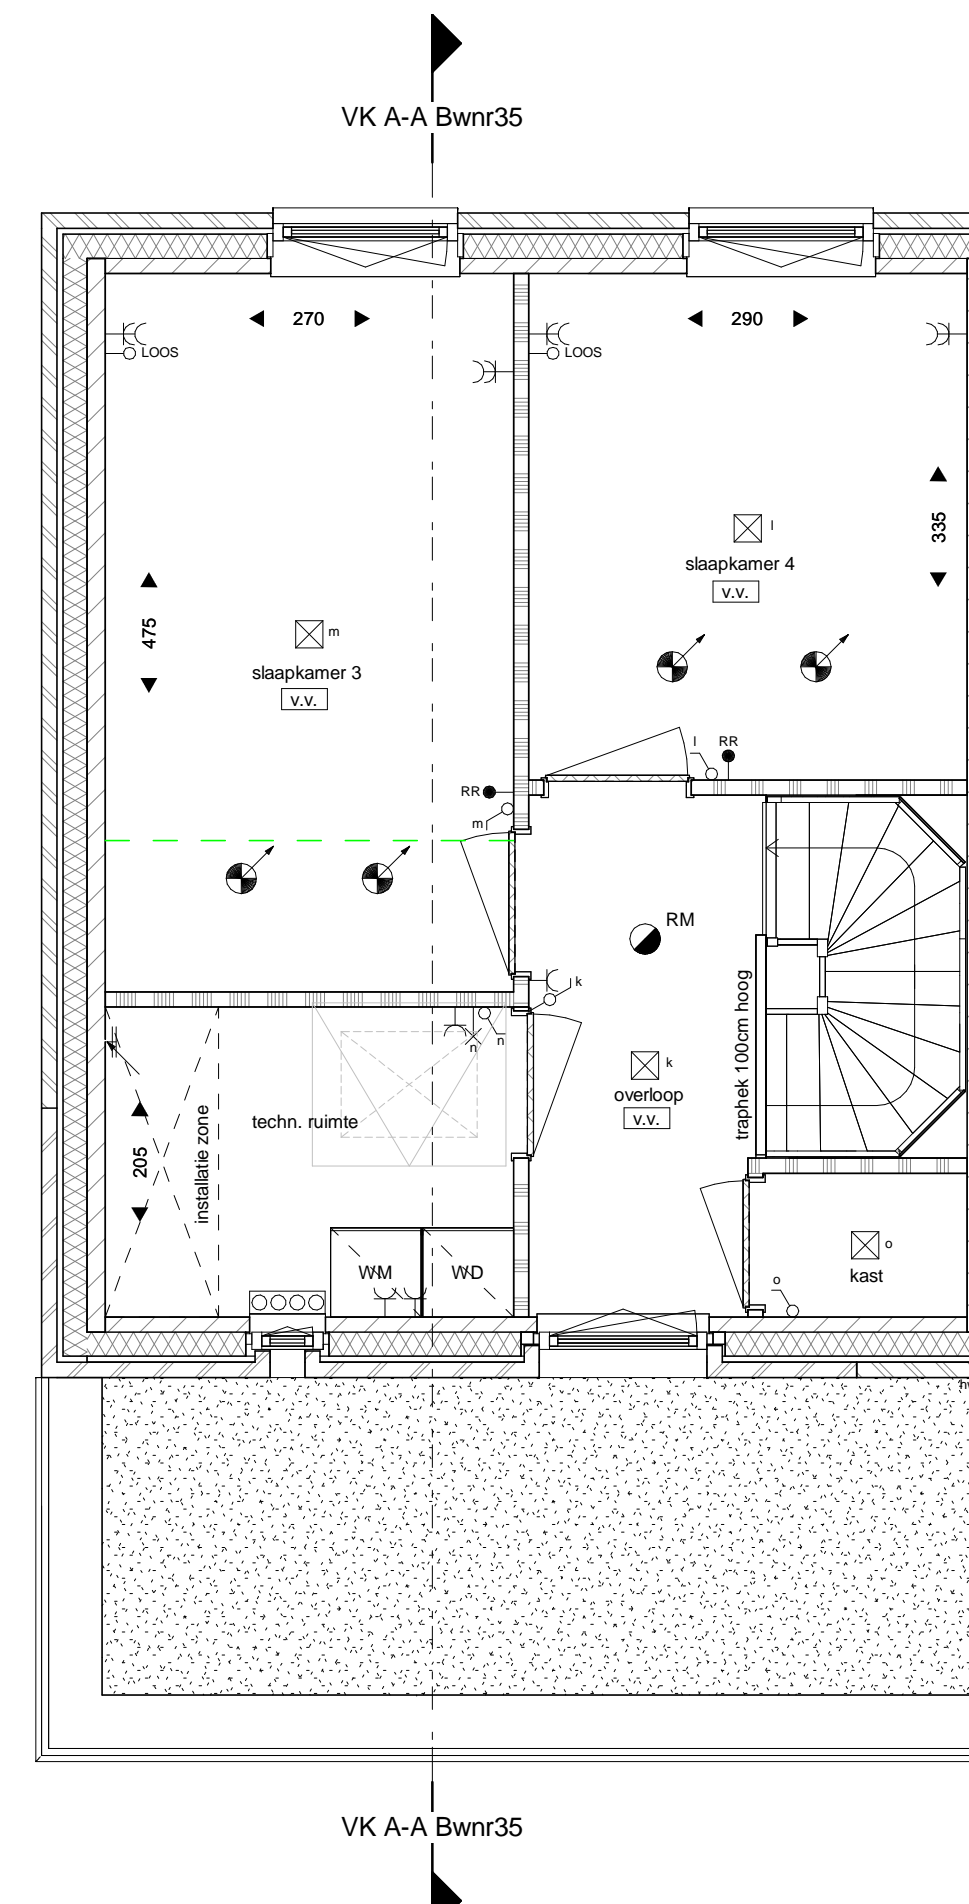 VK A-A Bwnr35
270
290
LOOS
LOOS
335
l
slaapkamer 4
v.v.
475
m
slaapkamer 3
v.v.
l
RR
RR
m
RM
k
n
n
traphek 100cm hoog
k
overloop
v.v.
techn. ruimte
installatie zone
205
o
kast
o
WM
WD
VK A-A Bwnr35